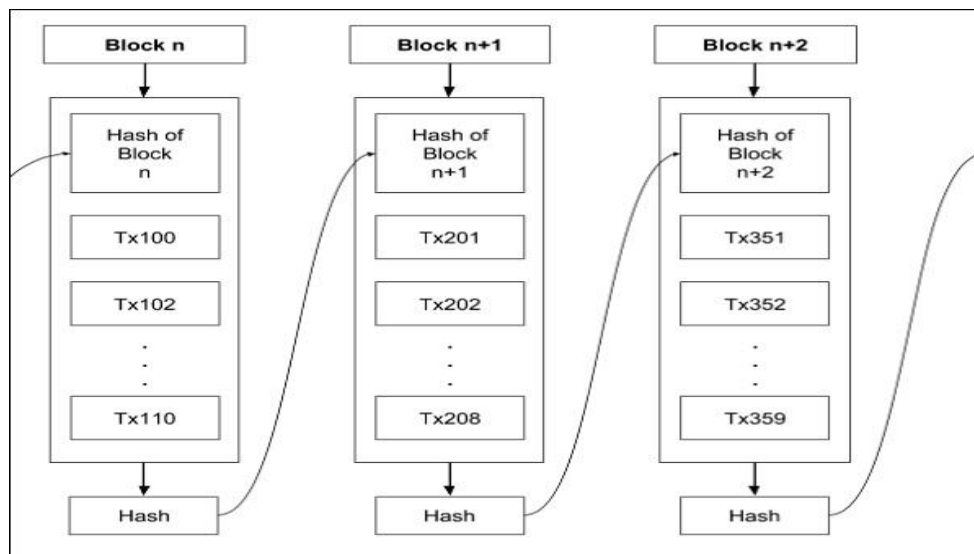 Block n
Hash of
Block
n
Tx100
Tx102
.
.
.
Tx110
Hash
Block n+1
Hash of
Block
n+1
Tx201
Tx202
.
.
.
Tx208
Hash
Block n+2
Hash of
Block
n+2
Tx351
Tx352
.
.
.
Tx359
Hash